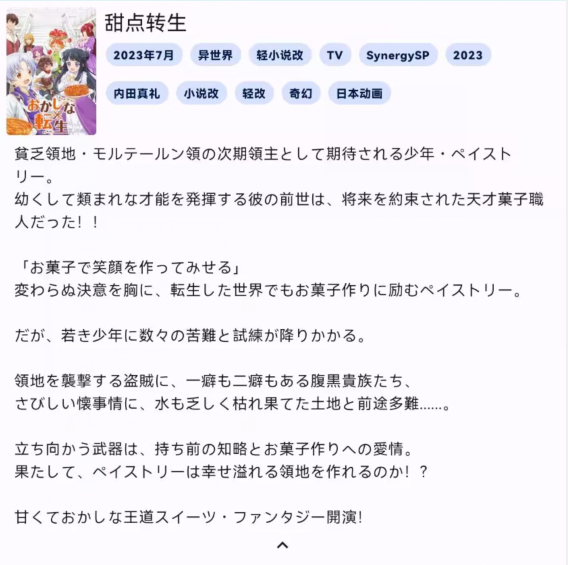 甜点转生
2023年7月 异世界 轻小说改 TV SynergySP 2023
内田真礼 小说改 轻改 奇幻 日本动画
おかしな
転生
貧乏領地・モルテールン領の次期領主として期待される少年・ペイスト
リー。
幼くして類まれな才能を発揮する彼の前世は、将来を約束された天才菓子職
人だった！！
「お菓子で笑顔を作ってみせる」
変わらぬ決意を胸に、転生した世界でもお菓子作りに励むペイストリー。
だが、若き少年に数々の苦難と試練が降りかかる。
領地を襲撃する盗賊に、一癖も二癖もある腹黒貴族たち、
さびしい懐事情に、水も乏しく枯れ果てた土地と前途多難......。
立ち向かう武器は、持ち前の知略とお菓子作りへの愛情。
果たして、ペイストリーは幸せ溢れる領地を作れるのか！？
甘くておかしな王道スイーツ・ファンタジー開演！